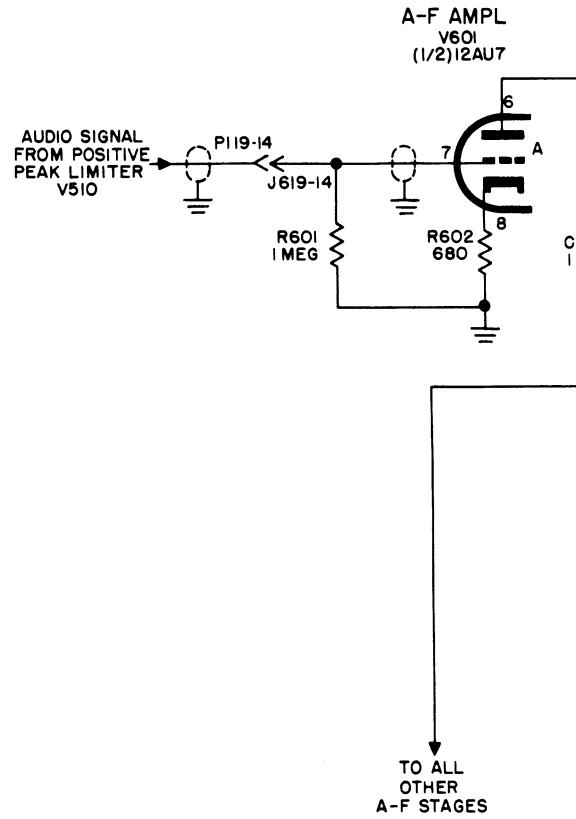 A-F AMPL
V601
(1/2)12AU7
6
AUDIO SIGNAL
FROM POSITIVE
PEAK LIMITER
V510
P119-14
J619-14
7
A
8
R601
1 MEG
R602
680
C
1
TO ALL
OTHER
A-F STAGES